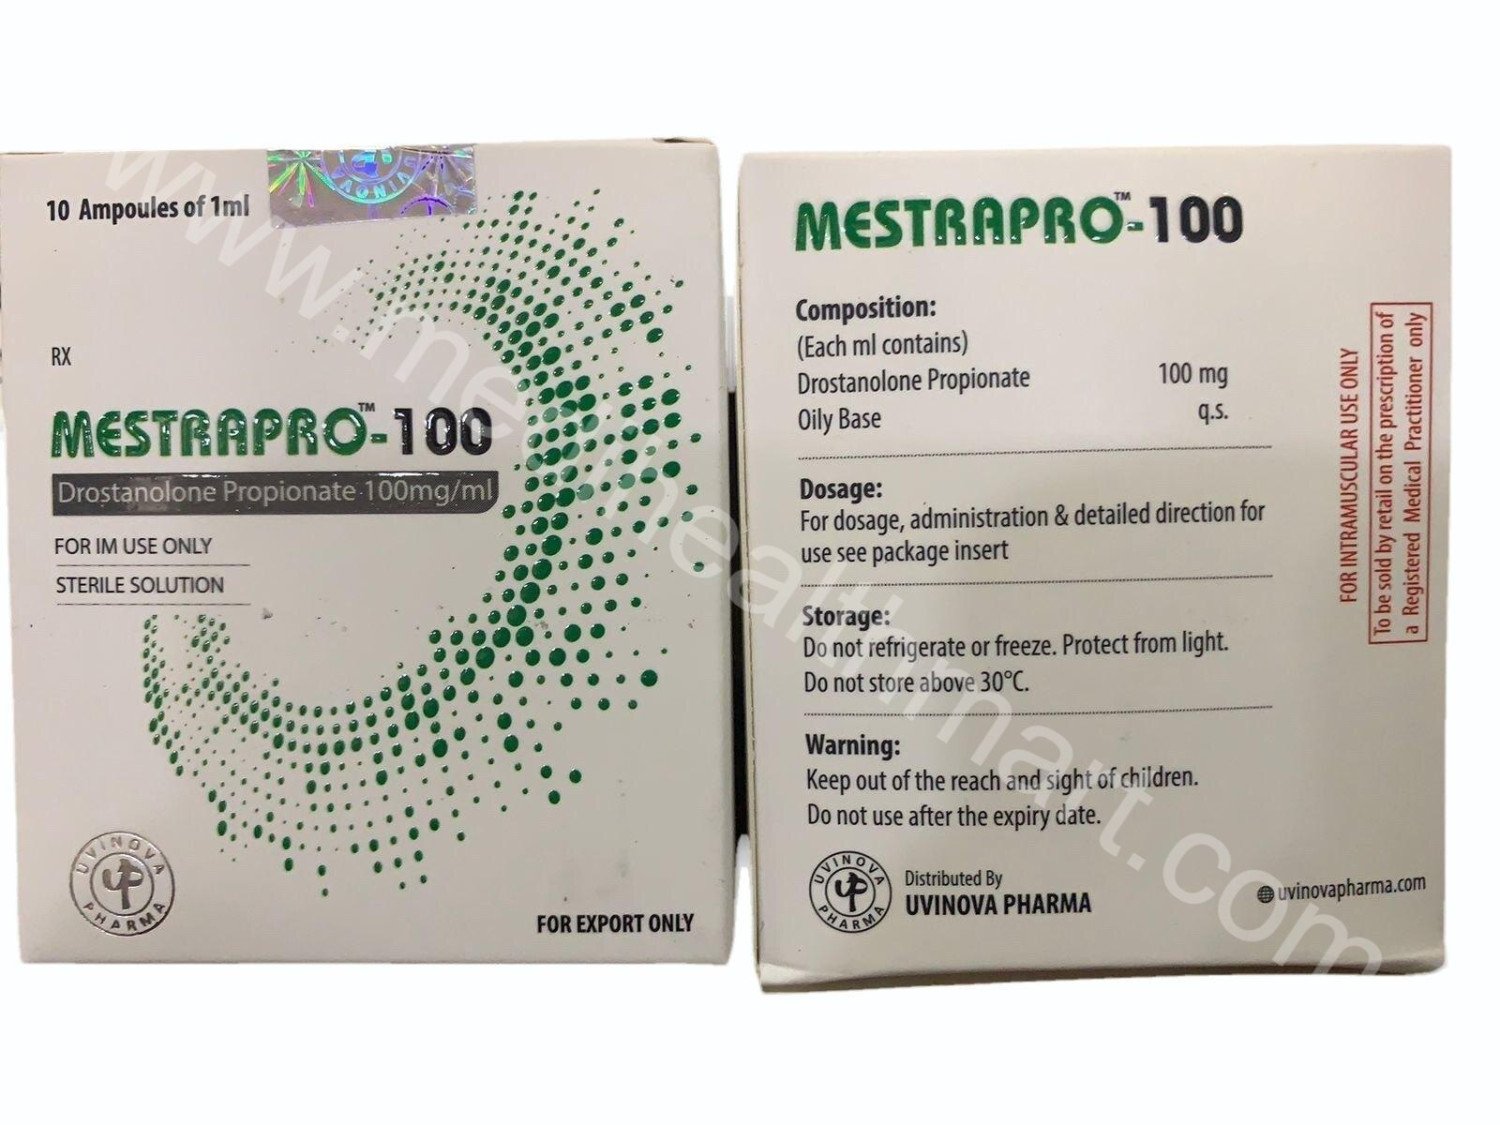 10 Ampoules of 1ml
RX
MESTRAPRO™-100
Drostanolone Propionate 100mg/ml
FOR IM USE ONLY
STERILE SOLUTION
UVINOVA
UP
PHARMA
FOR EXPORT ONLY
MESTRAPRO™-100
Composition:
(Each ml contains)
Drostanolone Propionate 100 mg
Oily Base q.s.
Dosage:
For dosage, administration & detailed direction for
use see package insert
Storage:
Do not refrigerate or freeze. Protect from light.
Do not store above 30°C.
Warning:
Keep out of the reach and sight of children.
Do not use after the expiry date.
UVINOVA
UP
PHARMA
Distributed By
UVINOVA PHARMA
uvinovapharma.com
FOR INTRAMUSCULAR USE ONLY
To be sold by retail on the prescription of
a Registered Medical Practitioner only
www.medihealthmart.com